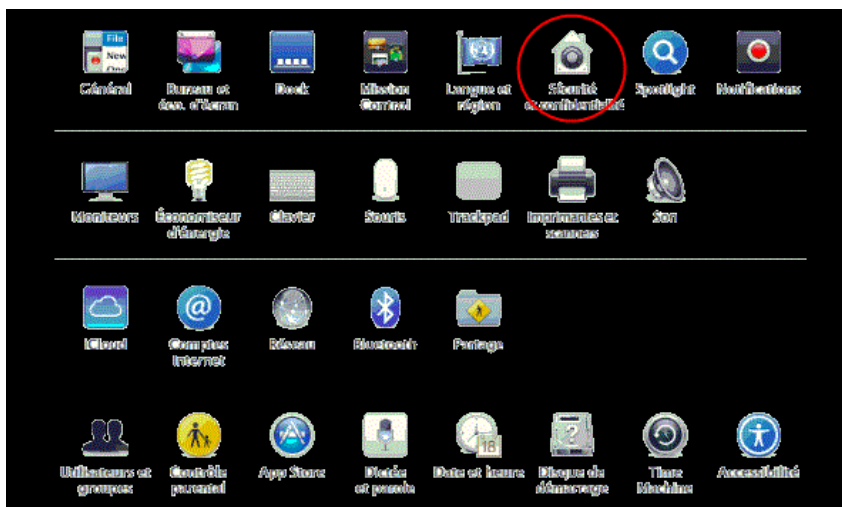 File
New
Général
Bureau et
éco. d'écran
Dock
Mission
Control
Langue et
région
Sécurité
et confidentialité
Spotlight
Notifications
Moniteurs
Économiseur
d'énergie
Clavier
Souris
Trackpad
Imprimantes et
scanners
Son
iCloud
Comptes
Internet
Réseau
Bluetooth
Partage
Utilisateurs et
groupes
Contrôle
parental
App Store
Dictée
et parole
18
Date et heure
?
Disque de
démarrage
Time
Machine
Accessibilité